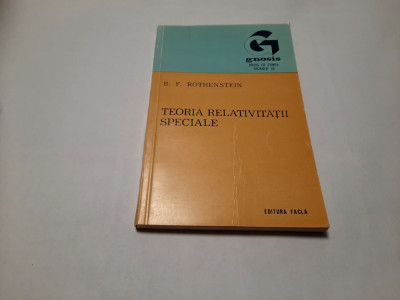 gnosis
B. F. ROTHENSTEIN
TEORIA RELATIVITĂȚII
SPECIALE
EDITURA FACLA